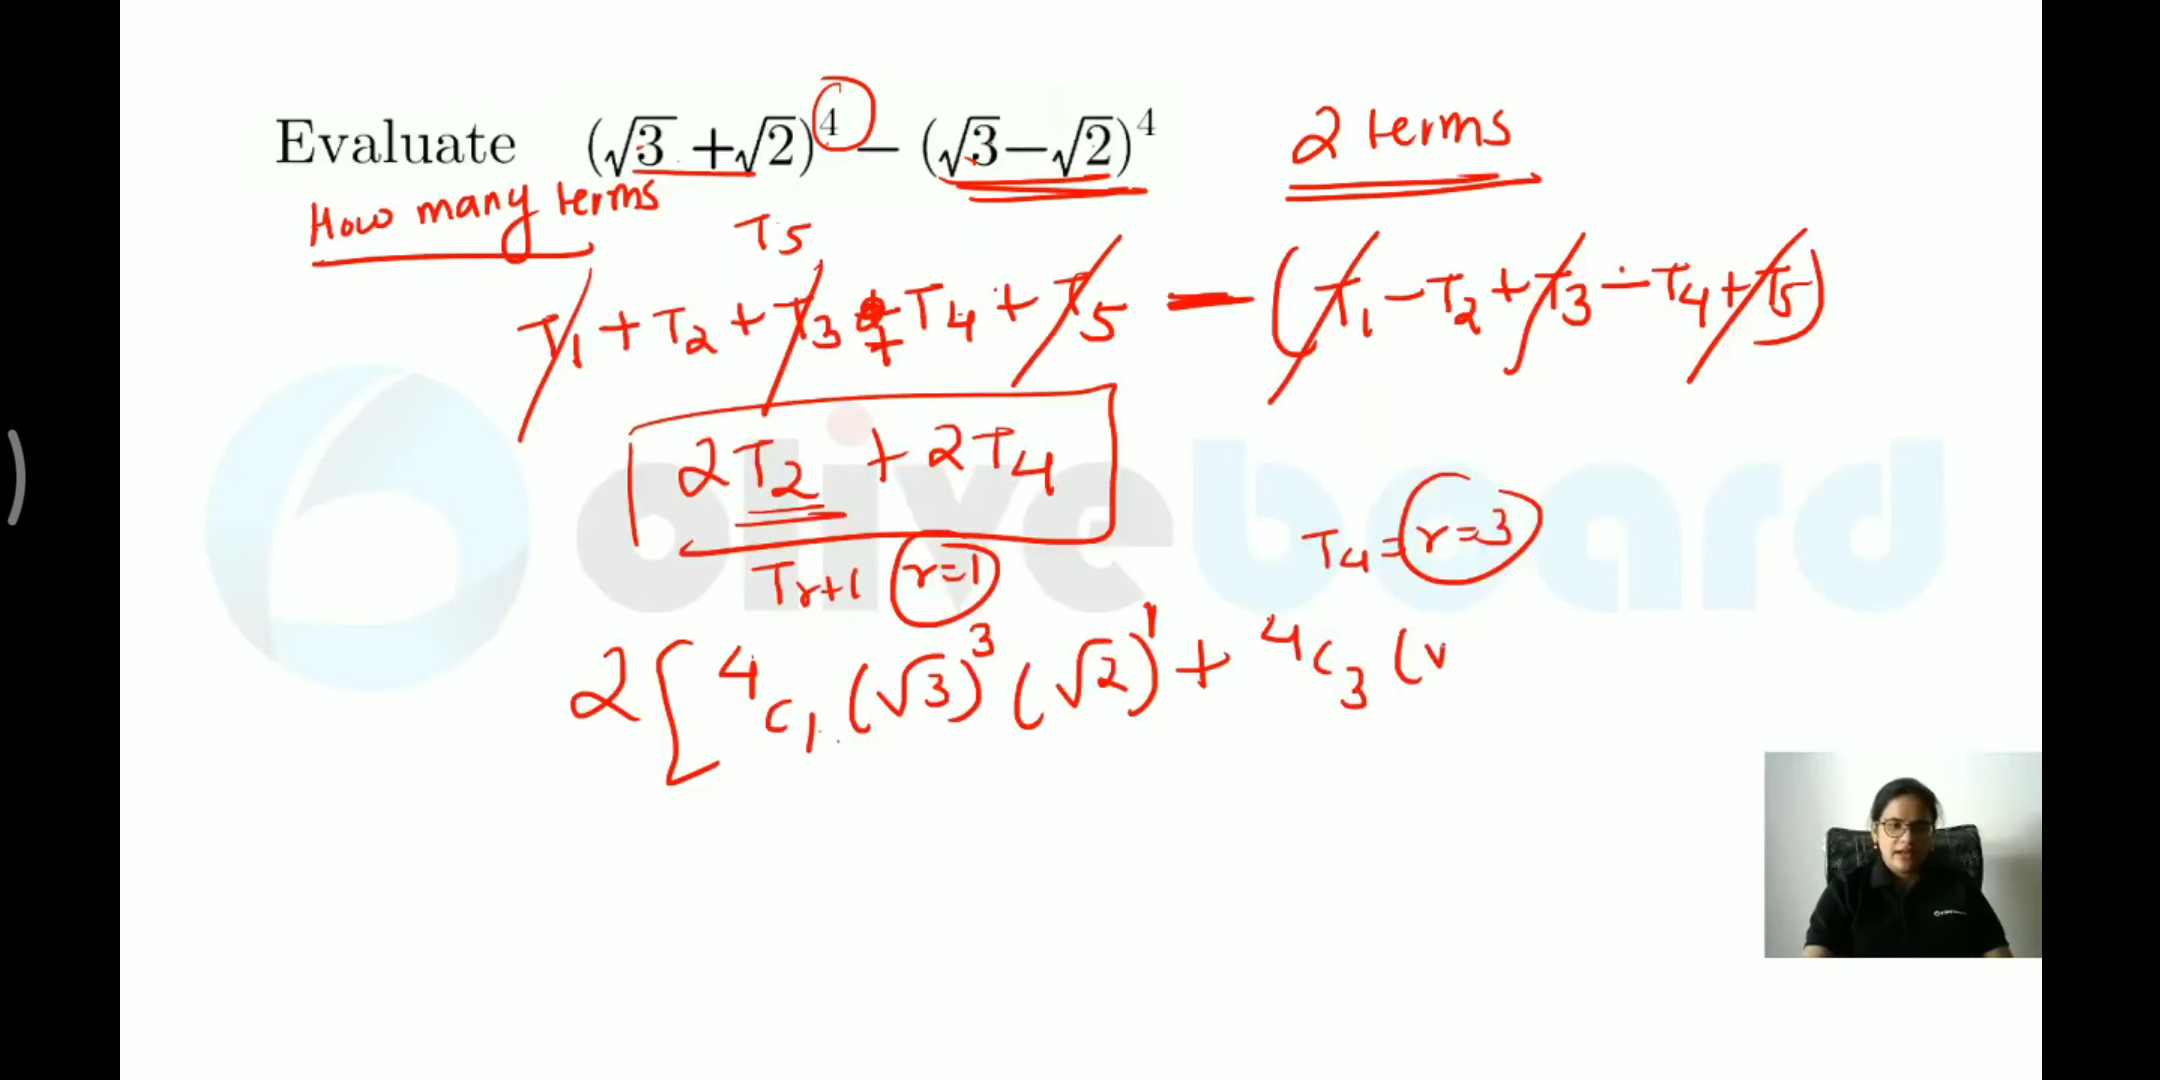 Evaluate (√3 +√2)⁴ − (√3−√2)⁴
2 terms
How many terms
T5
T₁ + T₂ + T₃ + T₄ + T₅ − (T₁ − T₂ + T₃ − T₄ + T₅)
2T₂ + 2T₄
oliveboard
T₄ = r=3
Tr+1 r=1
2[ ⁴C₁ (√3)³ (√2)¹ + ⁴C₃ (